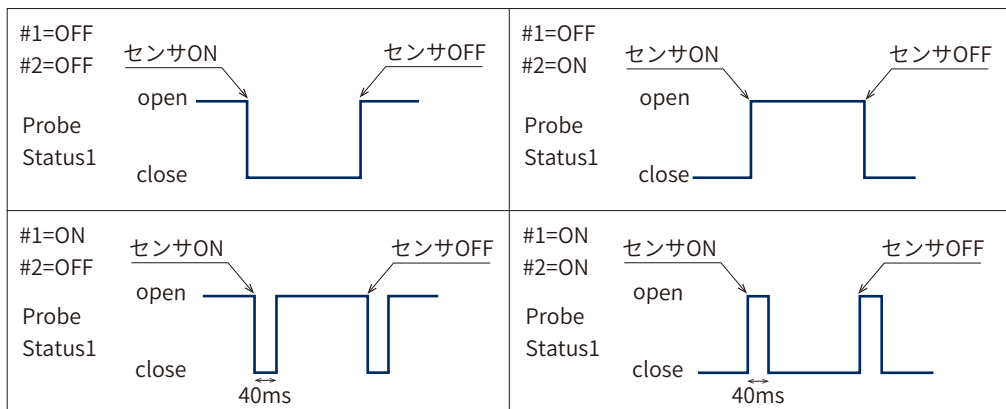 #1=OFF
#2=OFF
センサON
センサOFF
open
Probe
Status1
close
#1=OFF
#2=ON
センサON
センサOFF
open
Probe
Status1
close
#1=ON
#2=OFF
センサON
センサOFF
open
Probe
Status1
close
40ms
#1=ON
#2=ON
センサON
センサOFF
open
Probe
Status1
close
40ms